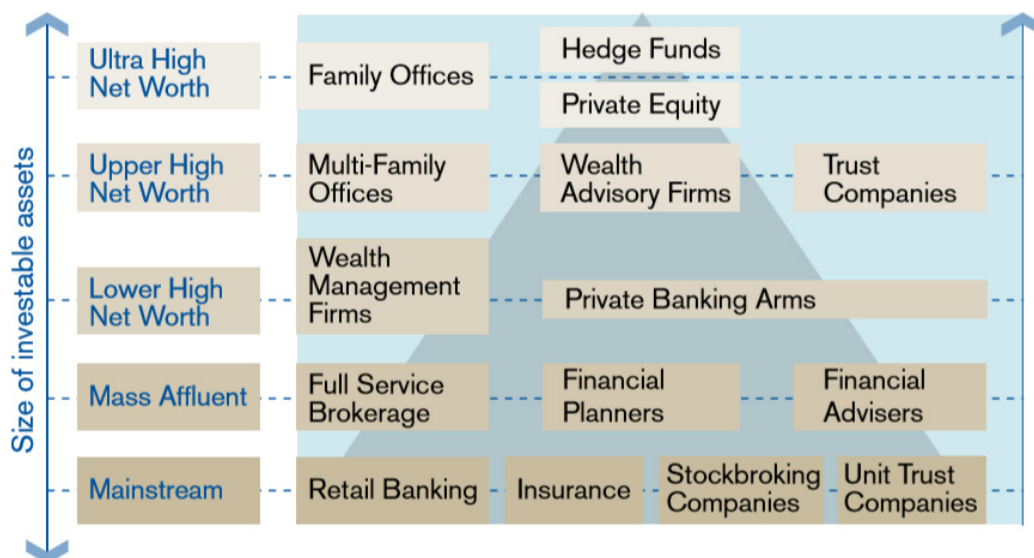 Size of investable assets
Ultra High
Net Worth
Family Offices
Hedge Funds
Private Equity
Upper High
Net Worth
Multi-Family
Offices
Wealth
Advisory Firms
Trust
Companies
Lower High
Net Worth
Wealth
Management
Firms
Private Banking Arms
Mass Affluent
Full Service
Brokerage
Financial
Planners
Financial
Advisers
Mainstream
Retail Banking
Insurance
Stockbroking
Companies
Unit Trust
Companies